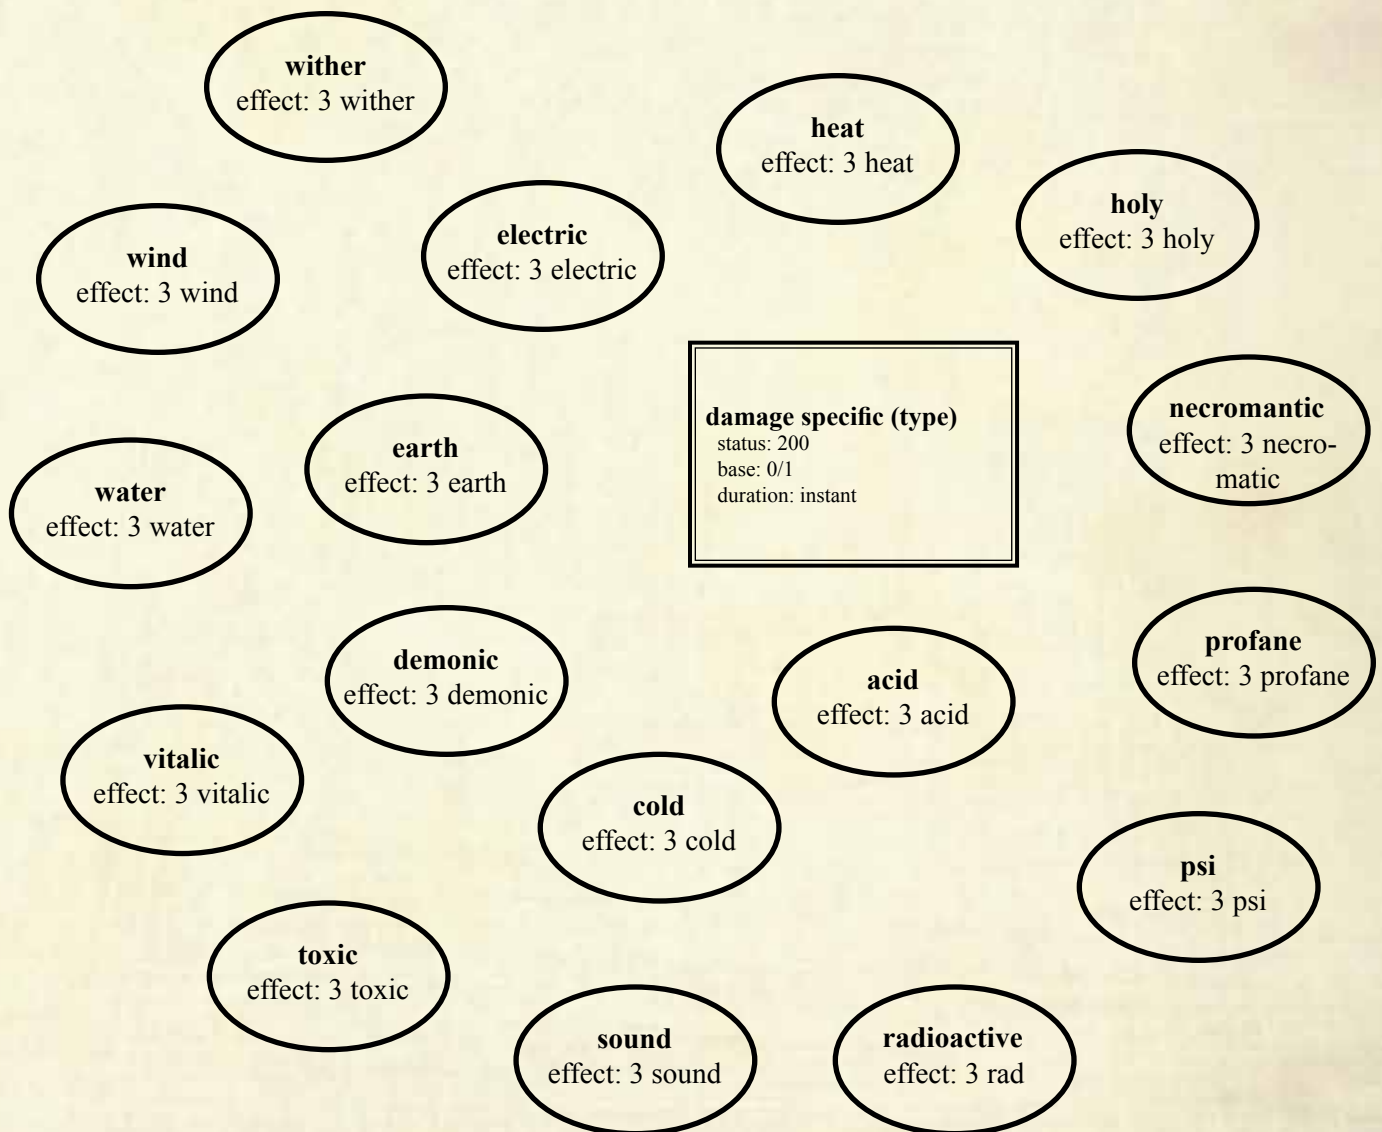 wither
effect: 3 wither
heat
effect: 3 heat
holy
effect: 3 holy
electric
effect: 3 electric
wind
effect: 3 wind
damage specific (type)
status: 200
base: 0/1
duration: instant
necromantic
effect: 3 necro-
matic
earth
effect: 3 earth
water
effect: 3 water
demonic
effect: 3 demonic
acid
effect: 3 acid
profane
effect: 3 profane
vitalic
effect: 3 vitalic
cold
effect: 3 cold
psi
effect: 3 psi
toxic
effect: 3 toxic
sound
effect: 3 sound
radioactive
effect: 3 rad